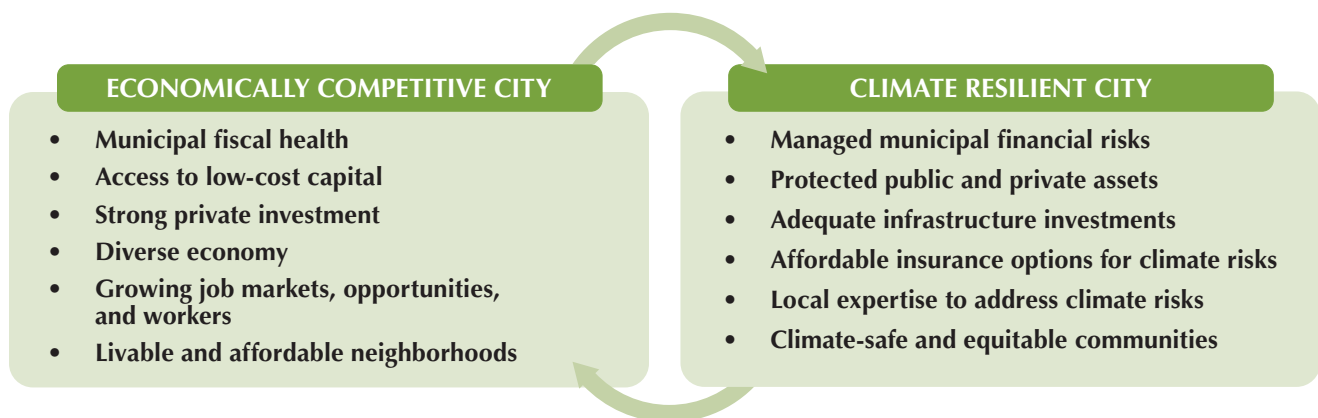 ECONOMICALLY COMPETITIVE CITY
• Municipal fiscal health
• Access to low-cost capital
• Strong private investment
• Diverse economy
• Growing job markets, opportunities,
and workers
• Livable and affordable neighborhoods
CLIMATE RESILIENT CITY
• Managed municipal financial risks
• Protected public and private assets
• Adequate infrastructure investments
• Affordable insurance options for climate risks
• Local expertise to address climate risks
• Climate-safe and equitable communities